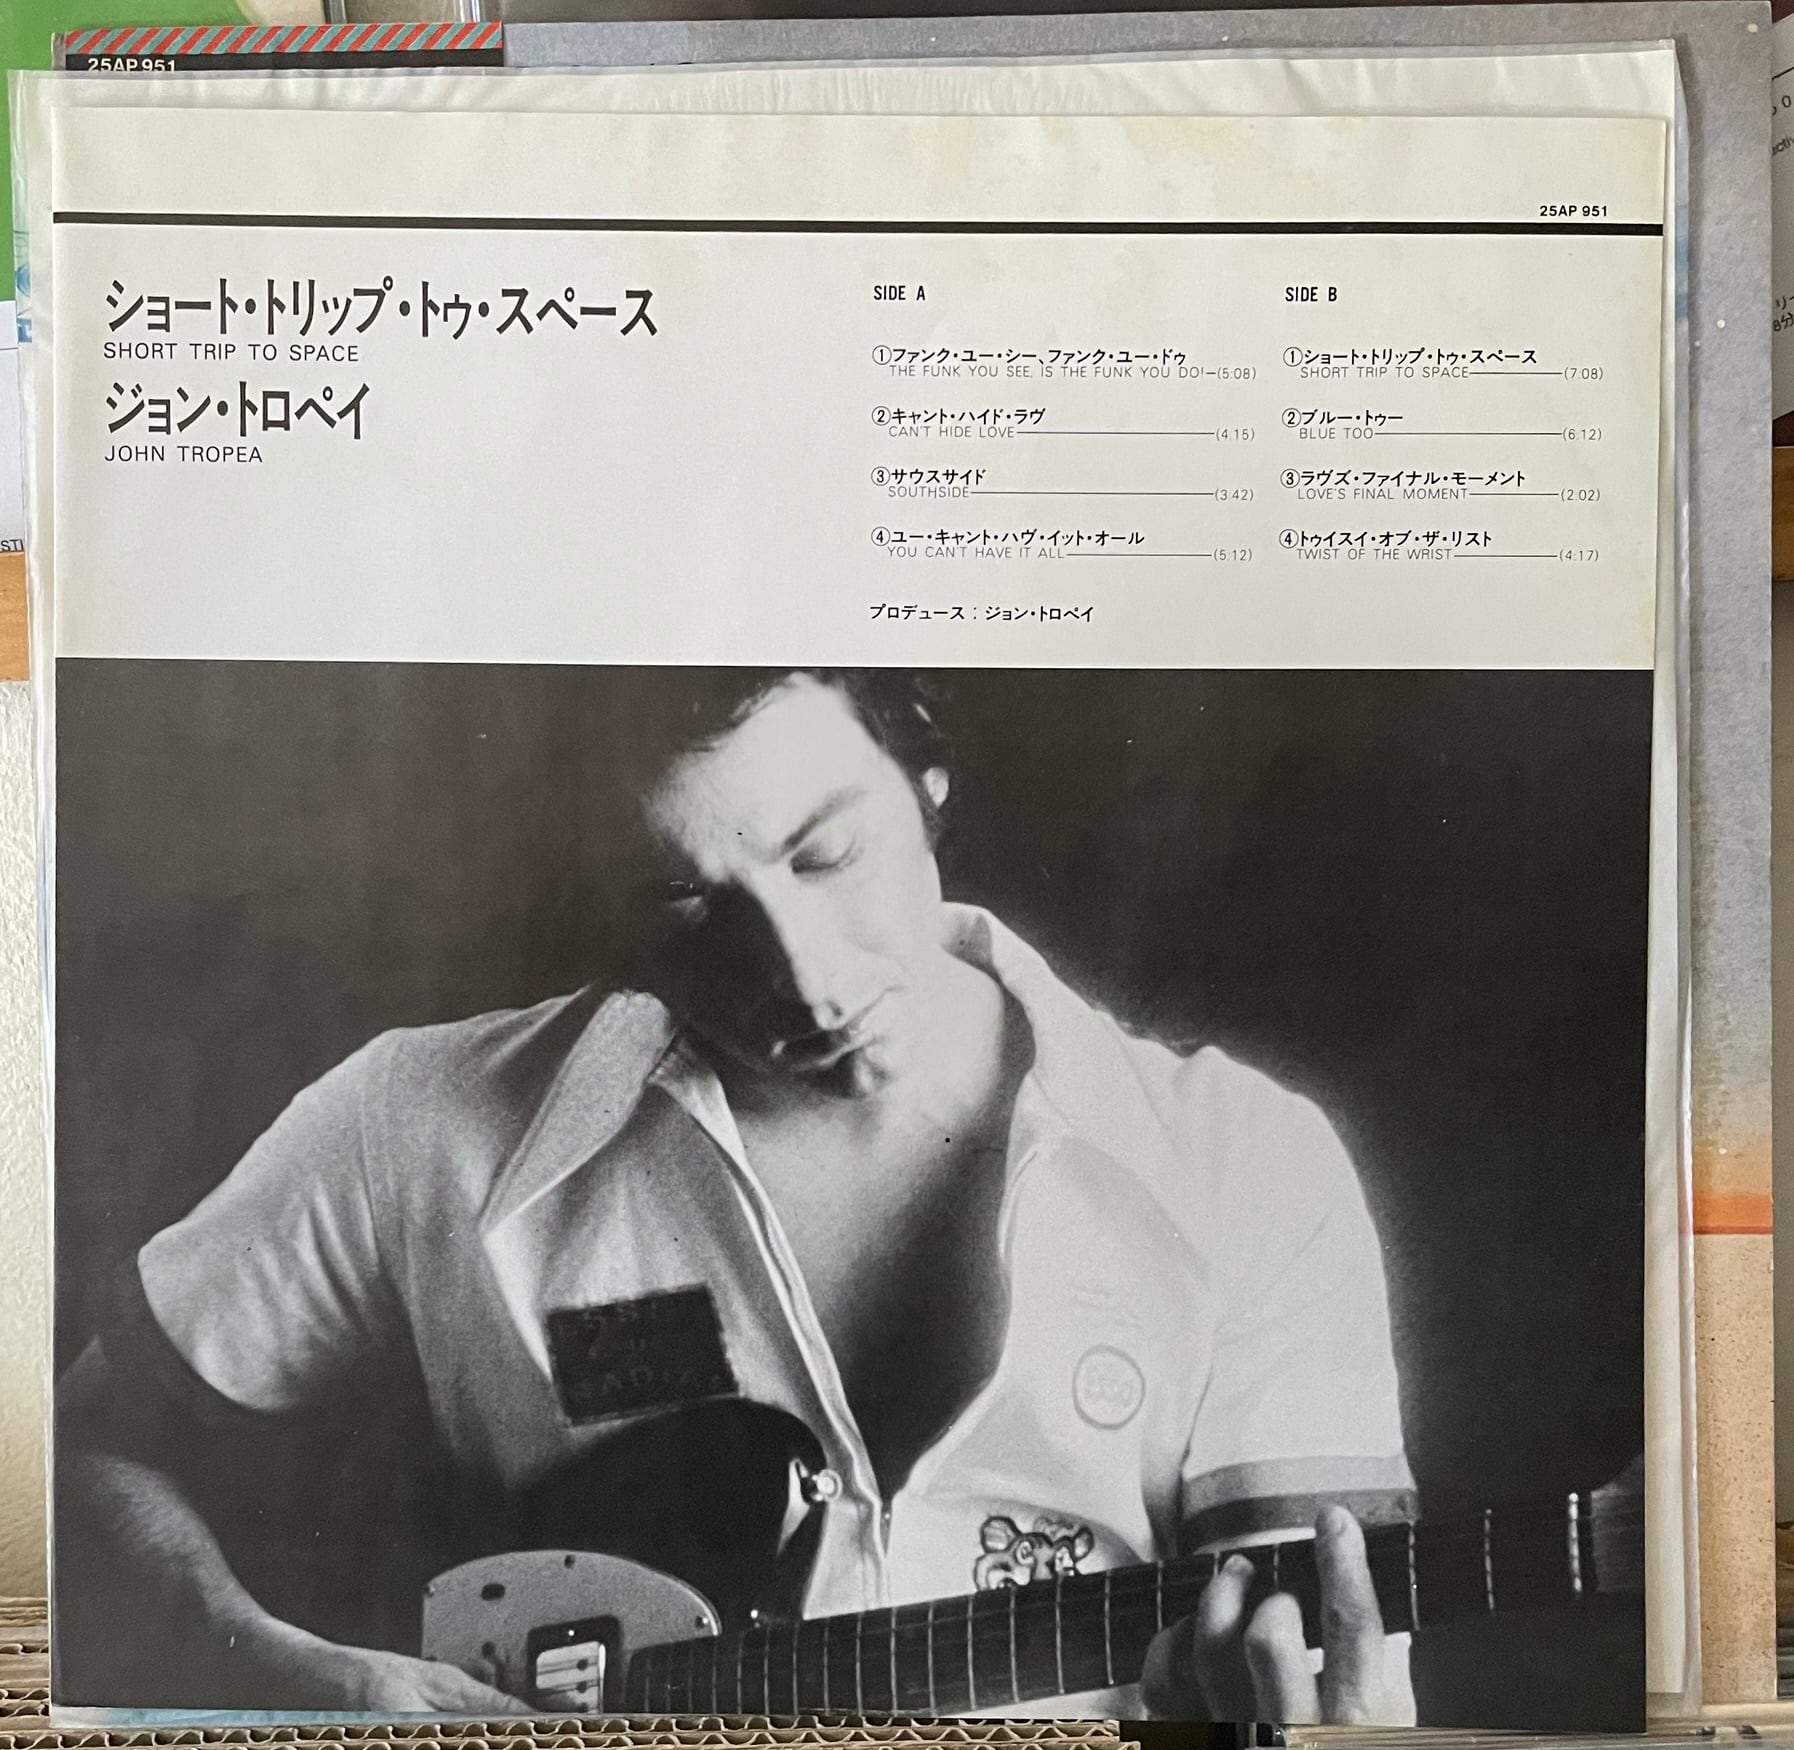 25AP 951
25AP 951
ショート・トリップ・トゥ・スペース
SHORT TRIP TO SPACE
ジョン・トロペイ
JOHN TROPEA
SIDE A
①ファンク・ユー・シー、ファンク・ユー・ドゥ
THE FUNK YOU SEE, IS THE FUNK YOU DO!—(5:08)
②キャント・ハイド・ラヴ
CAN'T HIDE LOVE—(4:15)
③サウスサイド
SOUTHSIDE—(3:42)
④ユー・キャント・ハヴ・イット・オール
YOU CAN'T HAVE IT ALL—(5:12)
プロデュース：ジョン・トロペイ
SIDE B
①ショート・トリップ・トゥ・スペース
SHORT TRIP TO SPACE—(7:08)
②ブルー・トゥー
BLUE TOO—(6:12)
③ラヴズ・ファイナル・モーメント
LOVE'S FINAL MOMENT—(2:02)
④トゥイスイ・オブ・ザ・リスト
TWIST OF THE WRIST—(4:17)